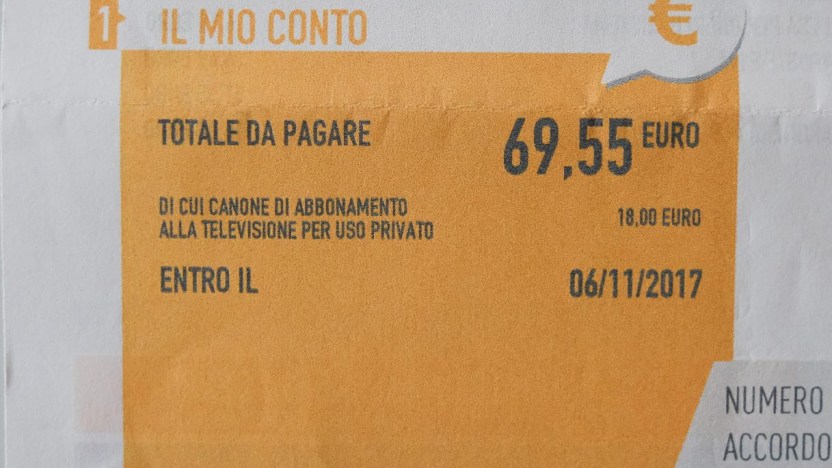 1 IL MIO CONTO
€
TOTALE DA PAGARE 69,55 EURO
DI CUI CANONE DI ABBONAMENTO
ALLA TELEVISIONE PER USO PRIVATO 18,00 EURO
ENTRO IL 06/11/2017
NUMERO
ACCORDO